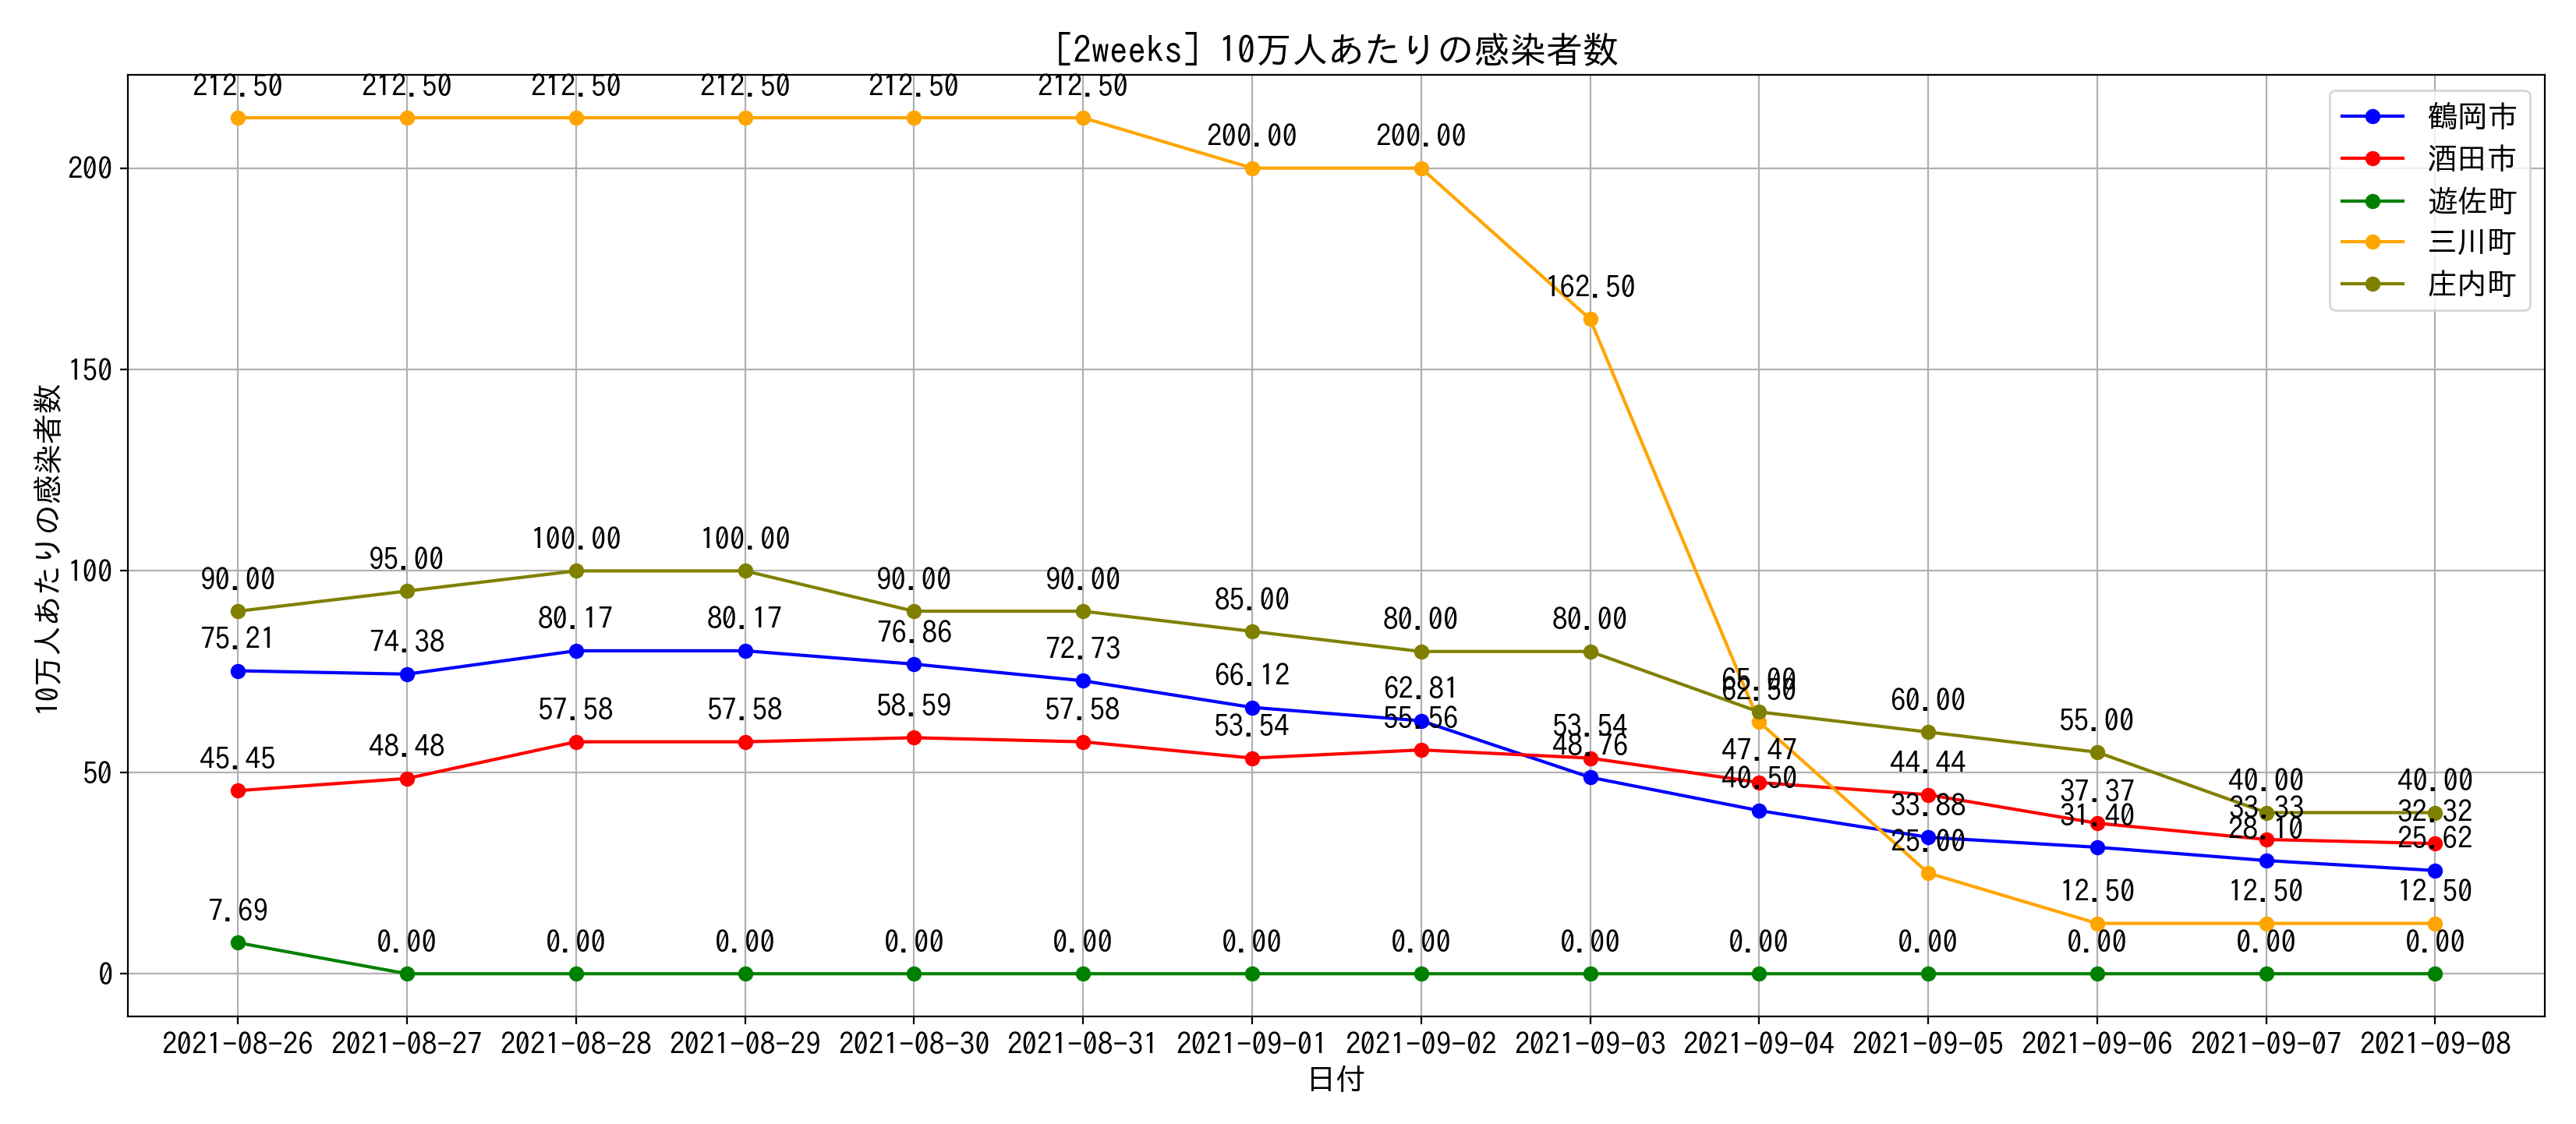 [2weeks] 10万人あたりの感染者数
10万人あたりの感染者数
200
150
100
50
0
212.50 212.50 212.50 212.50 212.50 212.50 200.00 200.00 162.50 62.50 25.00 12.50 12.50 12.50
90.00 95.00 100.00 100.00 90.00 90.00 85.00 80.00 80.00 65.00 60.00 55.00 40.00 40.00
75.21 74.38 80.17 80.17 76.86 72.73 66.12 62.81 48.76 40.50 33.88 31.40 28.10 25.62
45.45 48.48 57.58 57.58 58.59 57.58 53.54 55.56 53.54 47.47 44.44 37.37 33.33 32.32
7.69 0.00 0.00 0.00 0.00 0.00 0.00 0.00 0.00 0.00 0.00 0.00 0.00 0.00
鶴岡市
酒田市
遊佐町
三川町
庄内町
2021-08-26 2021-08-27 2021-08-28 2021-08-29 2021-08-30 2021-08-31 2021-09-01 2021-09-02 2021-09-03 2021-09-04 2021-09-05 2021-09-06 2021-09-07 2021-09-08
日付